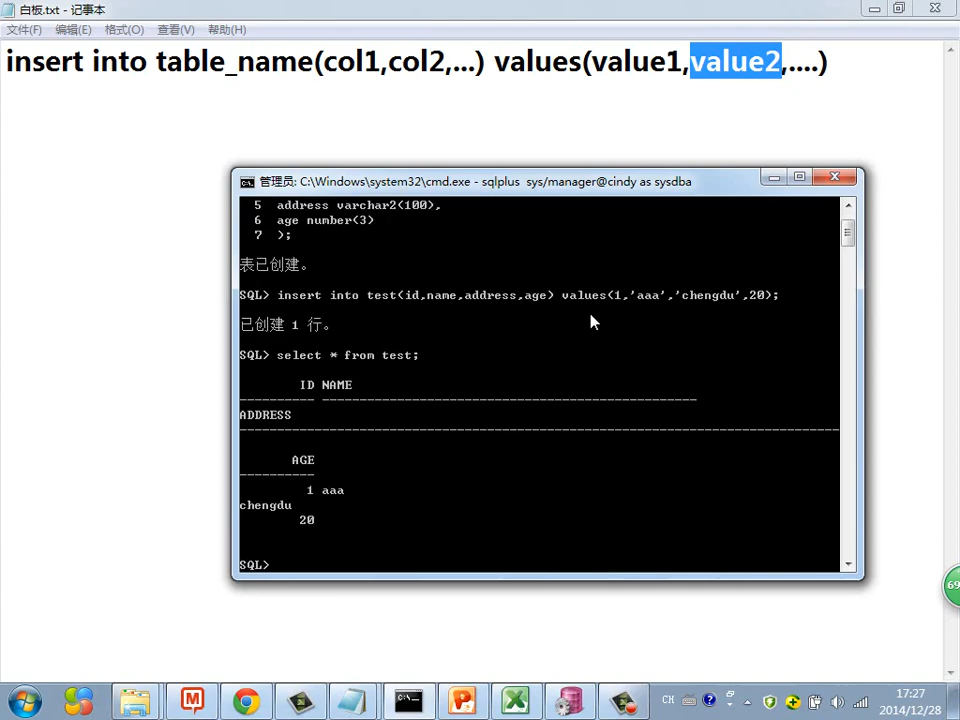 白板.txt - 记事本
文件(F) 编辑(E) 格式(O) 查看(V) 帮助(H)
insert into table_name(col1,col2,...) values(value1,value2,....)
管理员: C:\Windows\system32\cmd.exe - sqlplus sys/manager@cindy as sysdba
5 address varchar2(100),
6 age number(3)
7 );
表已创建。
SQL> insert into test(id,name,address,age) values(1,'aaa','chengdu',20);
已创建 1 行。
SQL> select * from test;
ID NAME
---------- --------------------------------------------------
ADDRESS
--------------------------------------------------------------------------------
AGE
----------
1 aaa
chengdu
20
SQL>
69
CH
17:27
2014/12/28